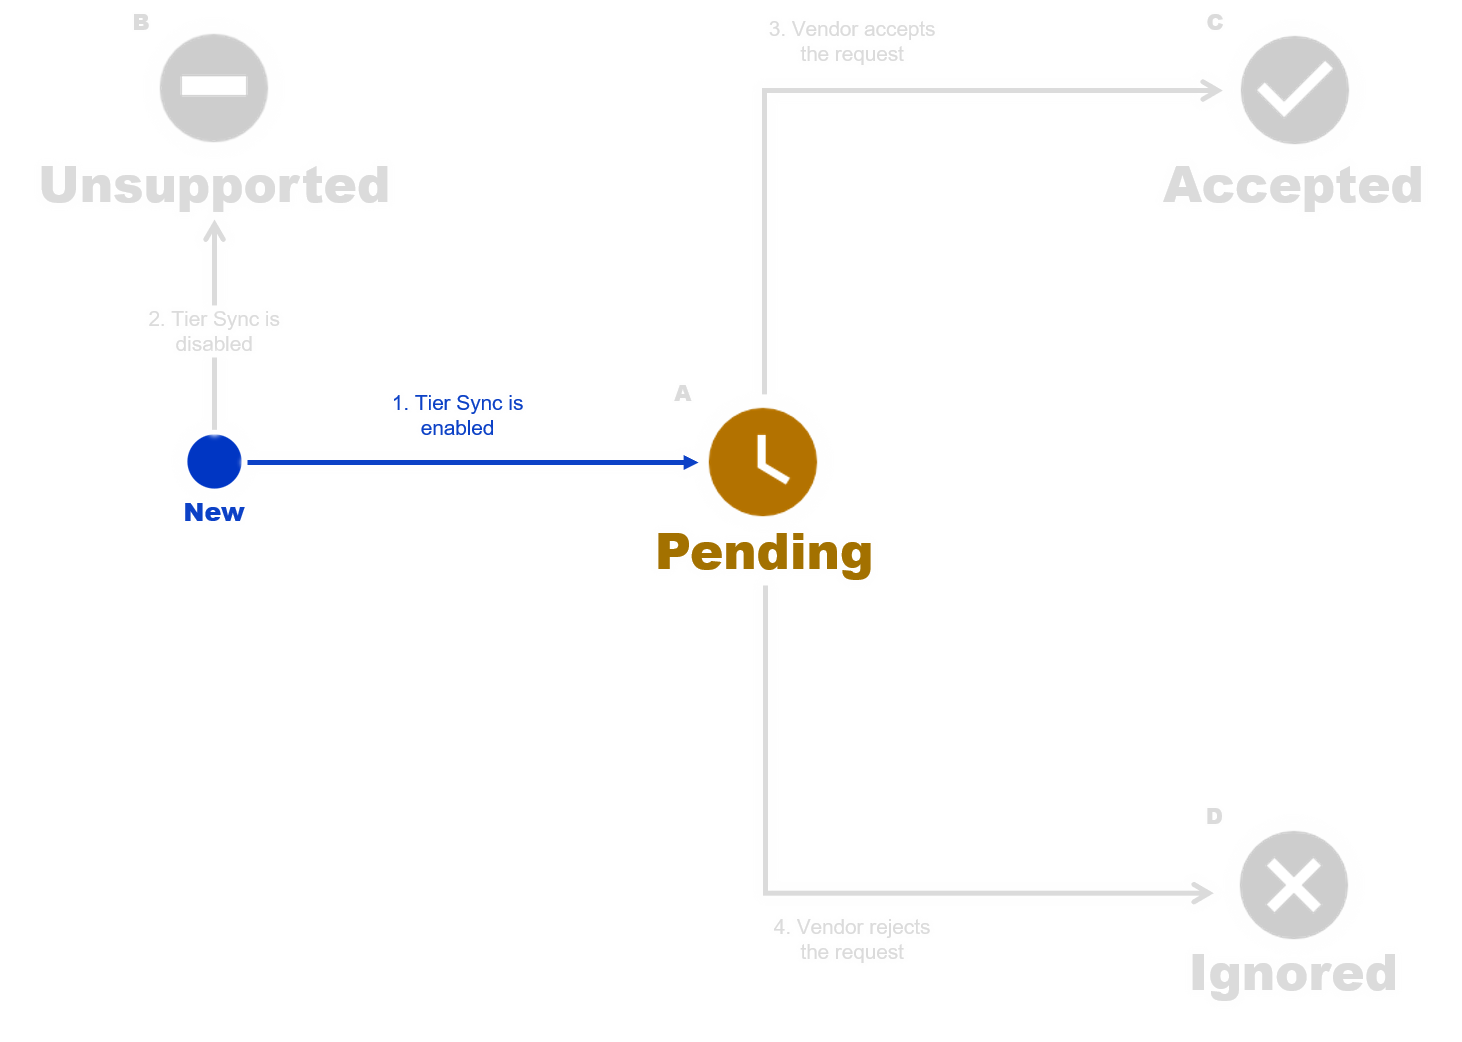 B
Unsupported
3. Vendor accepts
the request
C
Accepted
2. Tier Sync is
disabled
1. Tier Sync is
enabled
New
A
Pending
4. Vendor rejects
the request
D
Ignored